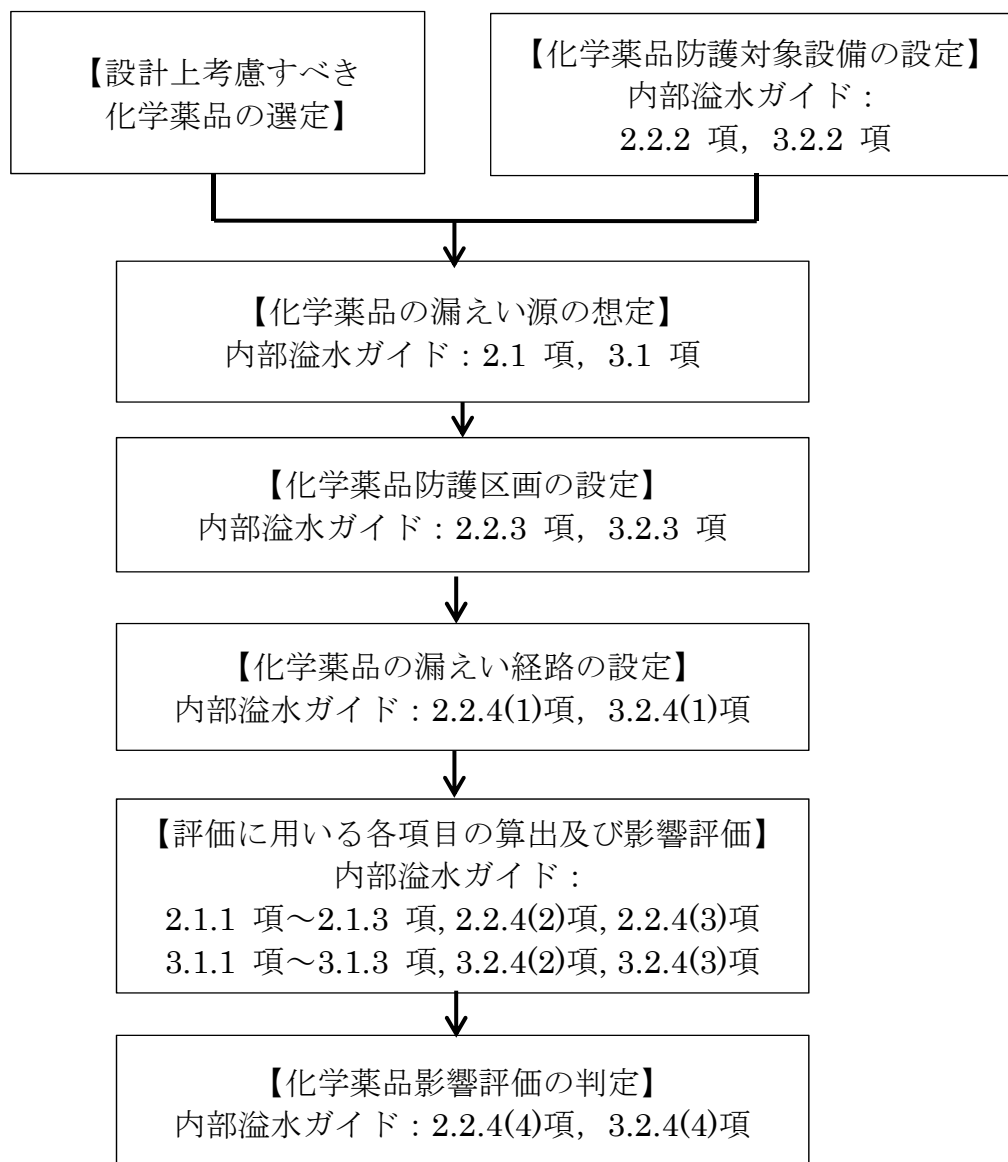 【設計上考慮すべき
化学薬品の選定】
【化学薬品防護対象設備の設定】
内部溢水ガイド：
2.2.2 項，3.2.2 項
【化学薬品の漏えい源の想定】
内部溢水ガイド：2.1 項，3.1 項
【化学薬品防護区画の設定】
内部溢水ガイド：2.2.3 項，3.2.3 項
【化学薬品の漏えい経路の設定】
内部溢水ガイド：2.2.4(1)項，3.2.4(1)項
【評価に用いる各項目の算出及び影響評価】
内部溢水ガイド：
2.1.1 項～2.1.3 項, 2.2.4(2)項, 2.2.4(3)項
3.1.1 項～3.1.3 項, 3.2.4(2)項, 3.2.4(3)項
【化学薬品影響評価の判定】
内部溢水ガイド：2.2.4(4)項，3.2.4(4)項